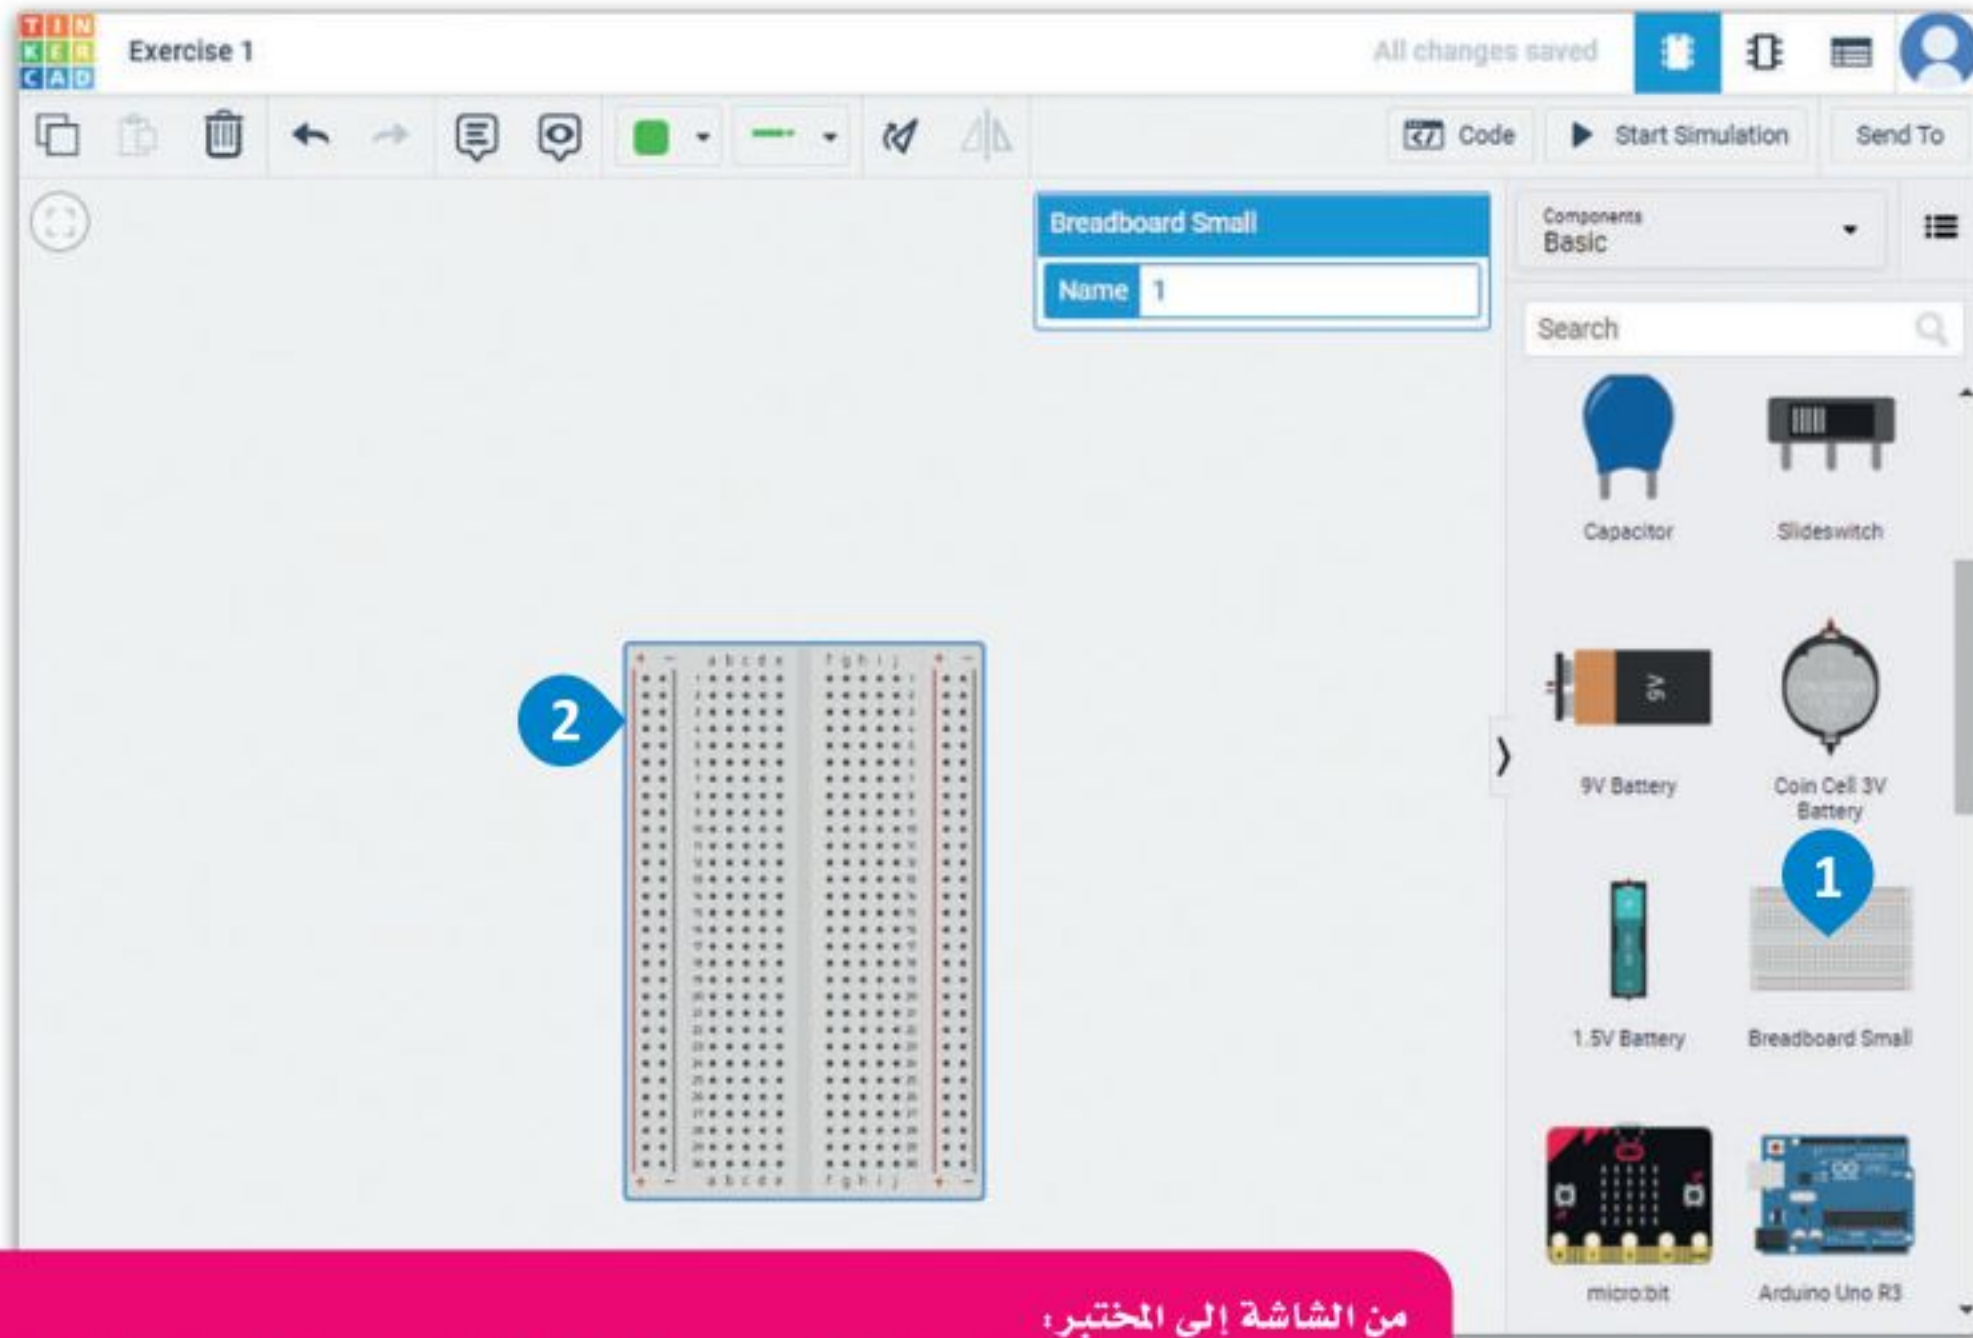 TIN
KER
CAD
Exercise 1
All changes saved
Code
Start Simulation
Send To
Breadboard Small
Name 1
Components
Basic
Search
Capacitor
Slideswitch
9V
9V Battery
Coin Cell 3V
Battery
2
1
1.5V Battery
Breadboard Small
micro:bit
Arduino Uno R3
+ - a b c d e f g h i j + -
+ - a b c d e f g h i j + -
من الشاشة إلى المختبر: